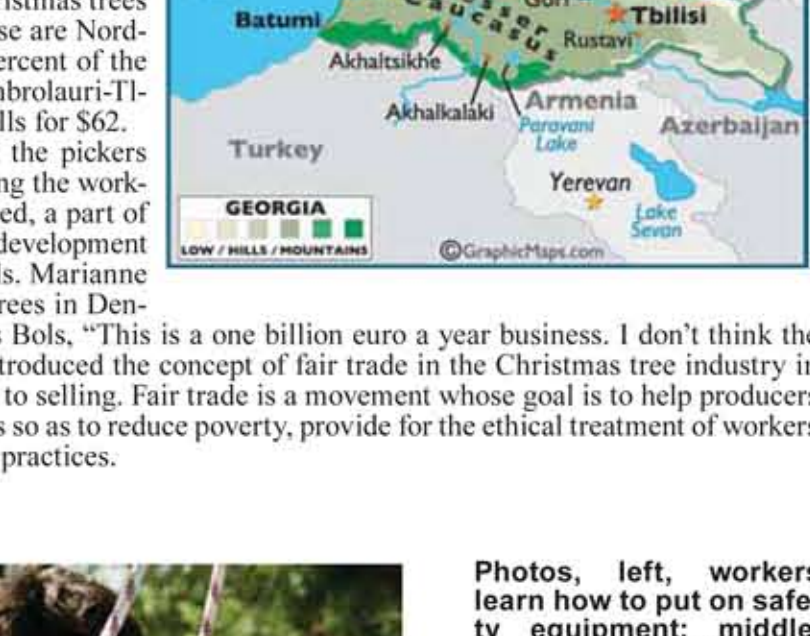 ristmas trees
se are Nord-
ercent of the
nbrolauri-Tl-
lls for $62.
the pickers
ng the work-
ed, a part of
development
ls. Marianne
rees in Den-
s Bols, “This is a one billion euro a year business. I don’t think the
troduced the concept of fair trade in the Christmas tree industry in
to selling. Fair trade is a movement whose goal is to help producers
s so as to reduce poverty, provide for the ethical treatment of workers
practices.
Gori
Tbilisi
Batumi
Caucasus
Rustavi
Akhaltsikhe
Akhalkalaki
Armenia
Paravani
Lake
Azerbaijan
Turkey
Yerevan
Lake
Sevan
GEORGIA
LOW / HILLS / MOUNTAINS
©GraphicMaps.com
Photos, left, workers
learn how to put on safe-
ty equipment; middle,